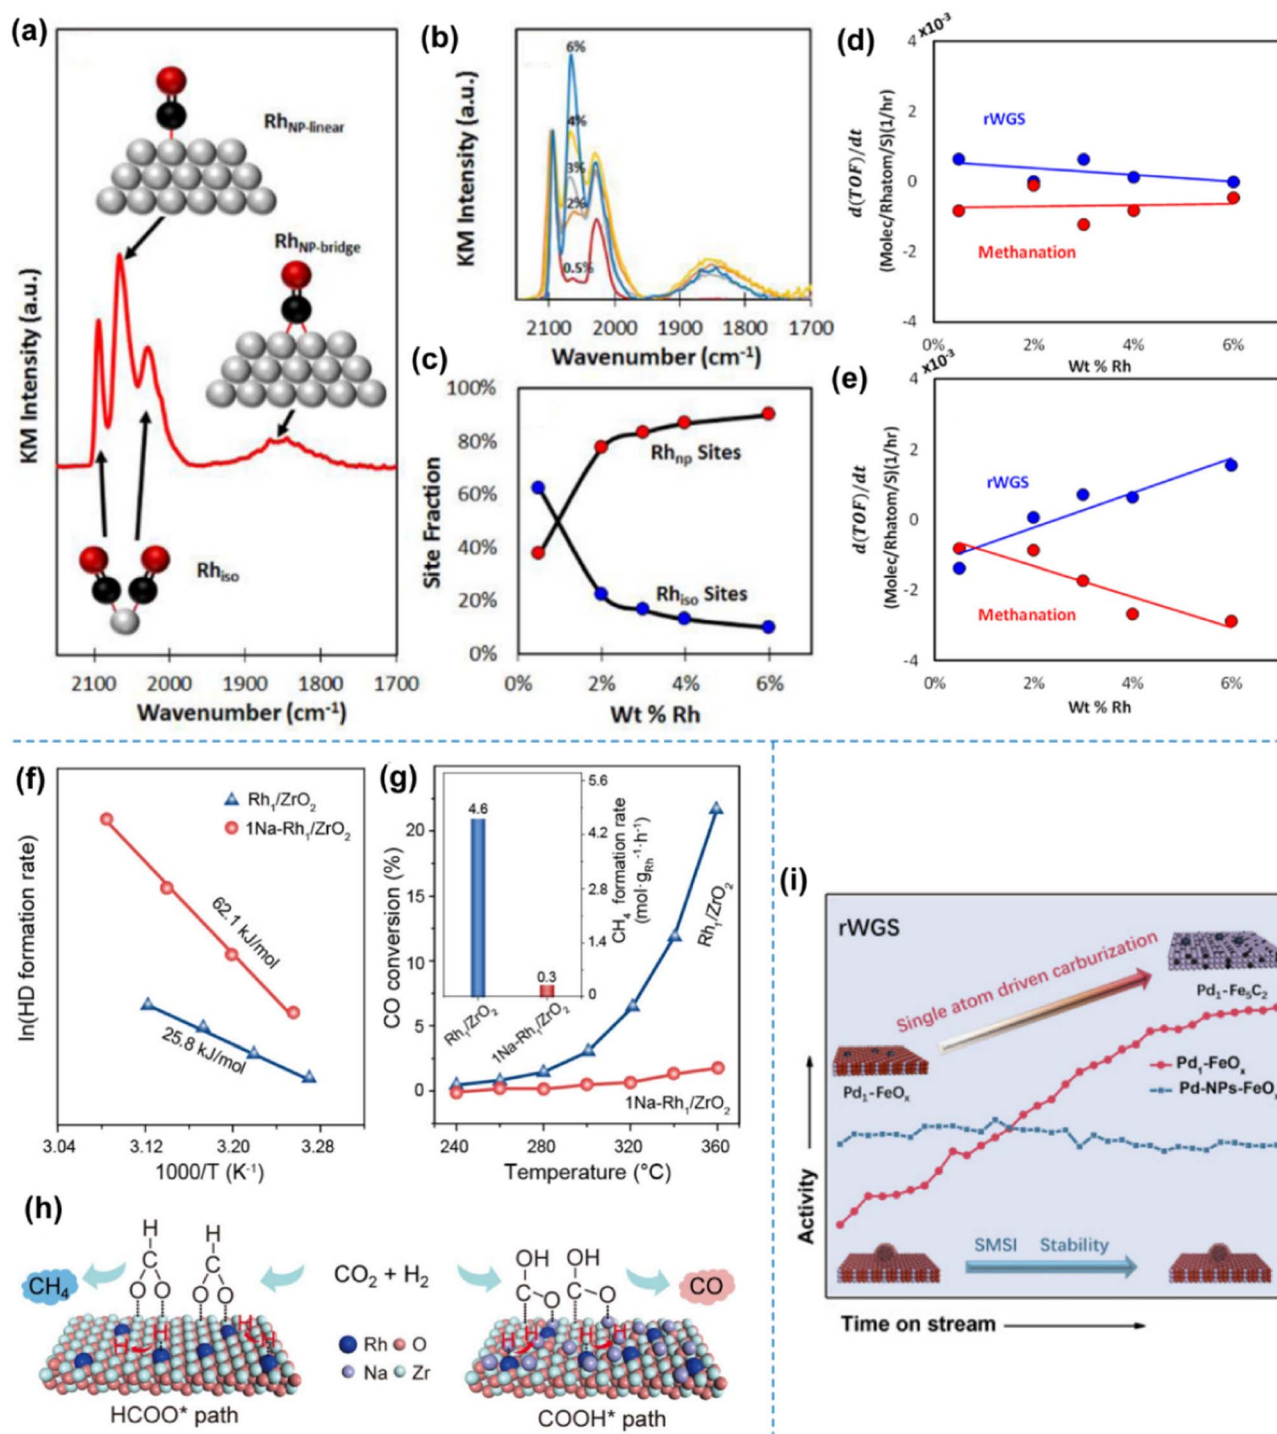 (a)
KM Intensity (a.u.)
Rh_NP-linear
Rh_NP-bridge
Rh_iso
2100 2000 1900 1800 1700
Wavenumber (cm⁻¹)
(b)
KM Intensity (a.u.)
6%
4%
3%
2%
0.5%
2100 2000 1900 1800 1700
Wavenumber (cm⁻¹)
(c)
Site Fraction
100%
80%
60%
40%
20%
0%
Rh_np Sites
Rh_iso Sites
0% 2% 4% 6%
Wt % Rh
(d)
x10⁻³
d(TOF)/dt
(Molec/Rhatom/S)(1/hr)
4
2
0
-2
-4
rWGS
Methanation
0% 2% 4% 6%
Wt % Rh
(e)
x10⁻³
d(TOF)/dt
(Molec/Rhatom/S)(1/hr)
4
2
0
-2
-4
rWGS
Methanation
0% 2% 4% 6%
Wt % Rh
(f)
ln(HD formation rate)
Rh₁/ZrO₂
1Na-Rh₁/ZrO₂
62.1 kJ/mol
25.8 kJ/mol
3.04 3.12 3.20 3.28
1000/T (K⁻¹)
(g)
CO conversion (%)
20
15
10
5
0
4.6
0.3
Rh₁/ZrO₂
1Na-Rh₁/ZrO₂
5.6
4.2
2.8
1.4
0
CH₄ formation rate
(mol·g_Rh⁻¹·h⁻¹)
Rh₁/ZrO₂
1Na-Rh₁/ZrO₂
240 280 320 360
Temperature (°C)
(h)
H H OH OH
C C C C
O O O O O O
CH₄
CO₂ + H₂
CO
H H H H
H H H
Rh O
Na Zr
HCOO* path
COOH* path
(i)
rWGS
Single atom driven carburization
Pd₁-Fe₅C₂
Pd₁-FeOₓ
Pd₁-FeOₓ
Pd-NPs-FeOₓ
Activity
SMSI Stability
Time on stream